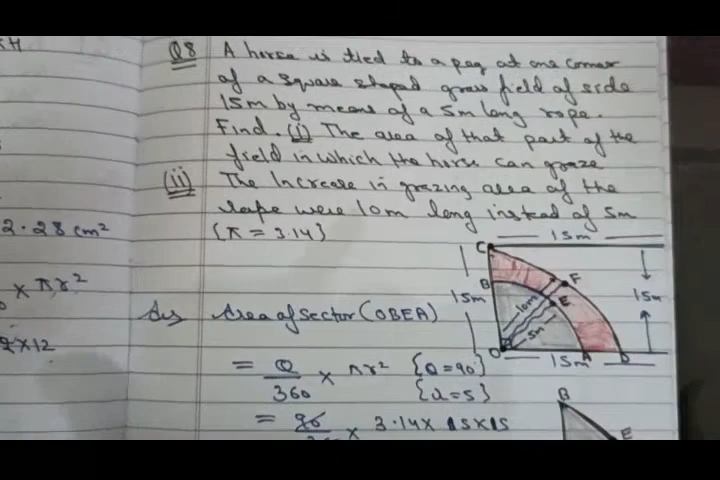 Q8 A horse is tied to a peg at one corner
of a square shaped grass field of side
15m by means of a 5m long rope.
Find. (i) The area of that part of the
field in which the horse can graze
(ii) The Increase in grazing area of the
rope were 10m long instead of 5m
(π = 3.14)
2.28 cm²
× πr²
×12
15m
C
B
F
E
15m
10m
5m
15m
O
A
D
15m
Ans Area of sector (OBEA)
= θ/360 × πr² {θ=90°}
{r=5}
= 90 × 3.14 × 5×5
B
E